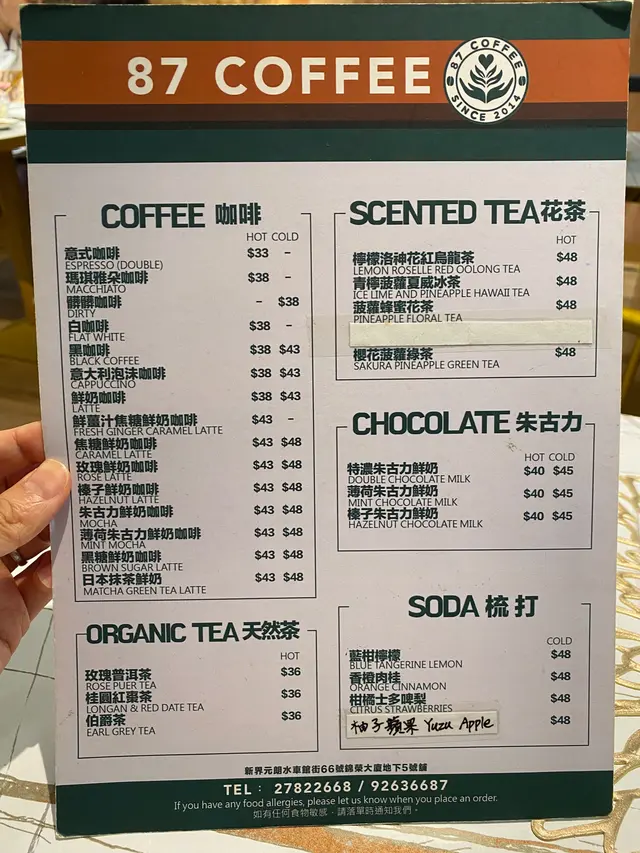 87 COFFEE
87 COFFEE
SINCE 2014
COFFEE 咖啡
HOT COLD
意式咖啡 $33 -
ESPRESSO (DOUBLE)
瑪琪雅朵咖啡 $38 -
MACCHIATO
髒髒咖啡 - $38
DIRTY
白咖啡 $38 -
FLAT WHITE
黑咖啡 $38 $43
BLACK COFFEE
意大利泡沫咖啡 $38 $43
CAPPUCCINO
鮮奶咖啡 $38 $43
LATTE
鮮薑汁焦糖鮮奶咖啡 $43 -
FRESH GINGER CARAMEL LATTE
焦糖鮮奶咖啡 $43 $48
CARAMEL LATTE
玫瑰鮮奶咖啡 $43 $48
ROSE LATTE
榛子鮮奶咖啡 $43 $48
HAZELNUT LATTE
朱古力鮮奶咖啡 $43 $48
MOCHA
薄荷朱古力鮮奶咖啡 $43 $48
MINT MOCHA
黑糖鮮奶咖啡 $43 $48
BROWN SUGAR LATTE
日本抹茶鮮奶 $43 $48
MATCHA GREEN TEA LATTE
ORGANIC TEA 天然茶
HOT
玫瑰普洱茶 $36
ROSE PUER TEA
桂圓紅棗茶 $36
LONGAN & RED DATE TEA
伯爵茶 $36
EARL GREY TEA
SCENTED TEA 花茶
HOT
檸檬洛神花紅烏龍茶 $48
LEMON ROSELLE RED OOLONG TEA
青檸菠蘿夏威冰茶 $48
ICE LIME AND PINEAPPLE HAWAII TEA
菠蘿蜂蜜花茶 $48
PINEAPPLE FLORAL TEA
櫻花菠蘿綠茶 $48
SAKURA PINEAPPLE GREEN TEA
CHOCOLATE 朱古力
HOT COLD
特濃朱古力鮮奶 $40 $45
DOUBLE CHOCOLATE MILK
薄荷朱古力鮮奶 $40 $45
MINT CHOCOLATE MILK
榛子朱古力鮮奶 $40 $45
HAZELNUT CHOCOLATE MILK
SODA 梳打
COLD
藍柑檸檬 $48
BLUE TANGERINE LEMON
香橙肉桂 $48
ORANGE CINNAMON
柑橘士多啤梨 $48
CITRUS STRAWBERRIES
柚子蘋果 Yuzu Apple $48
新界元朗水車館街66號錦榮大廈地下5號舖
TEL : 27822668 / 92636687
If you have any food allergies, please let us know when you place an order.
如有任何食物敏感，請落單時通知我們。